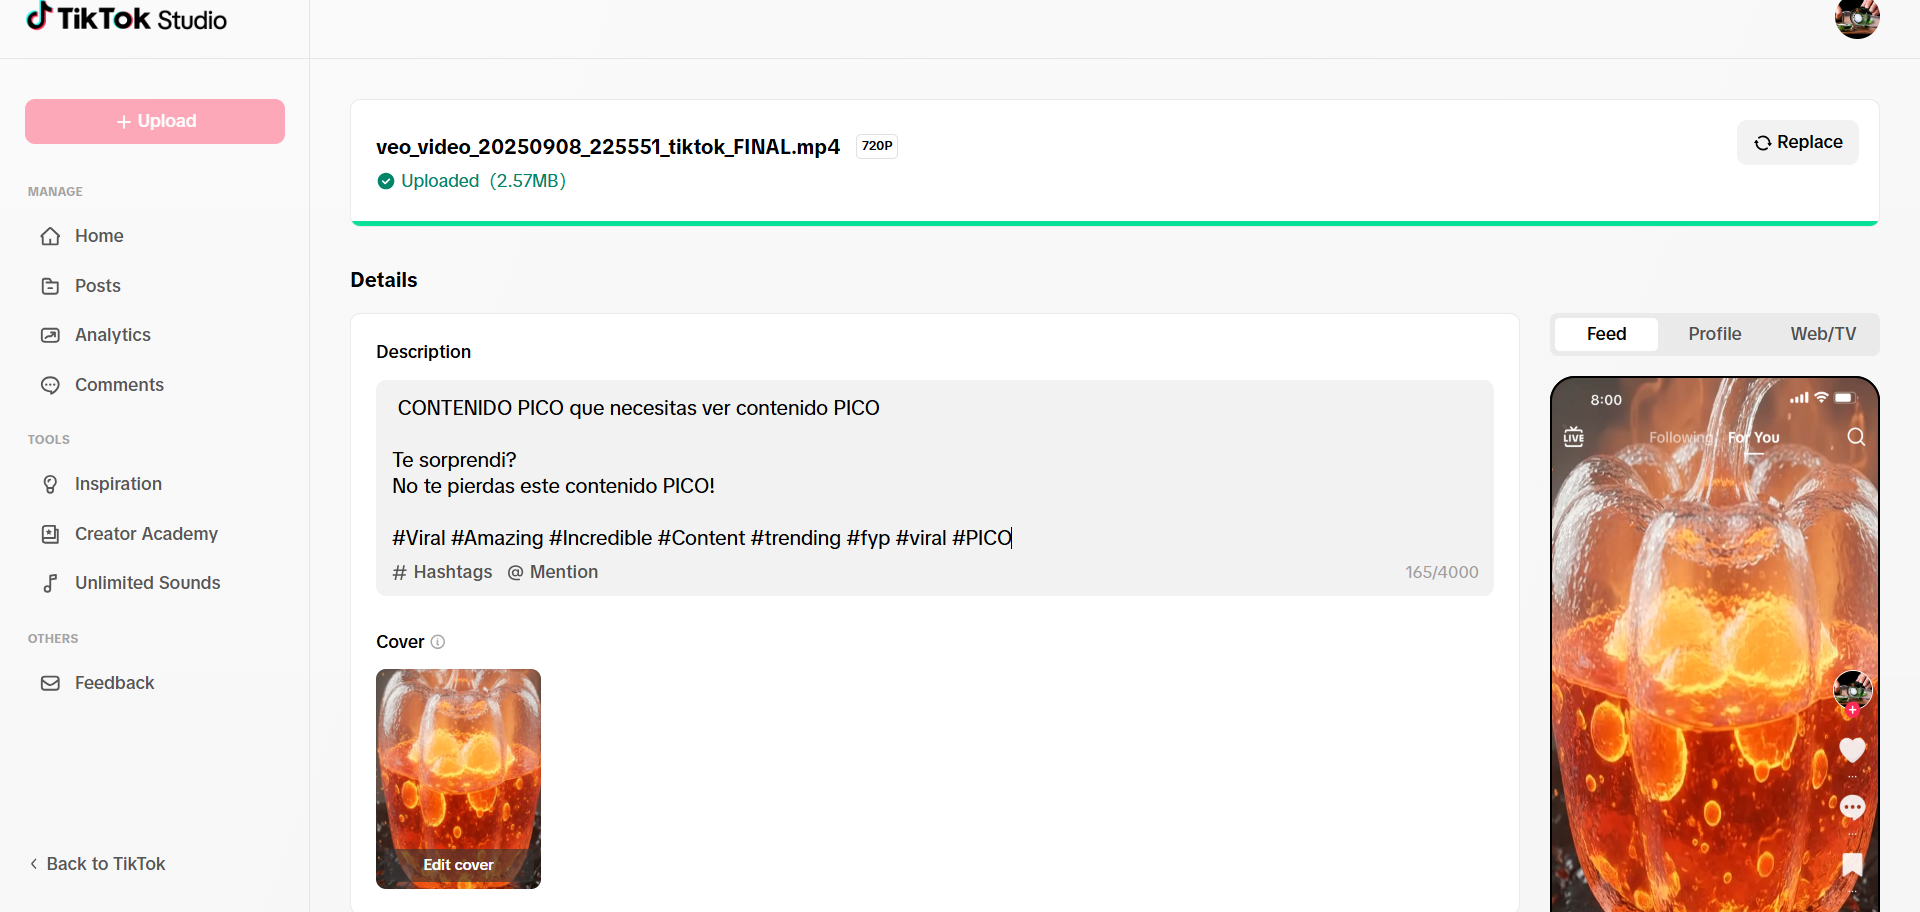 TikTok Studio
+ Upload
MANAGE
Home
Posts
Analytics
Comments
TOOLS
Inspiration
Creator Academy
Unlimited Sounds
OTHERS
Feedback
< Back to TikTok
veo_video_20250908_225551_tiktok_FINAL.mp4 720P
Uploaded (2.57MB)
Replace
Details
Description
CONTENIDO PICO que necesitas ver contenido PICO
Te sorprendi?
No te pierdas este contenido PICO!
#Viral #Amazing #Incredible #Content #trending #fyp #viral #PICO
# Hashtags @ Mention 165/4000
Cover
Edit cover
Feed Profile Web/TV
8:00
LIVE Following For You